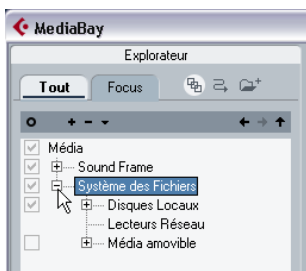 MediaBay
Explorateur
Tout Focus
Média
Sound Frame
Système des Fichiers
Disques Locaux
Lecteurs Réseau
Média amovible